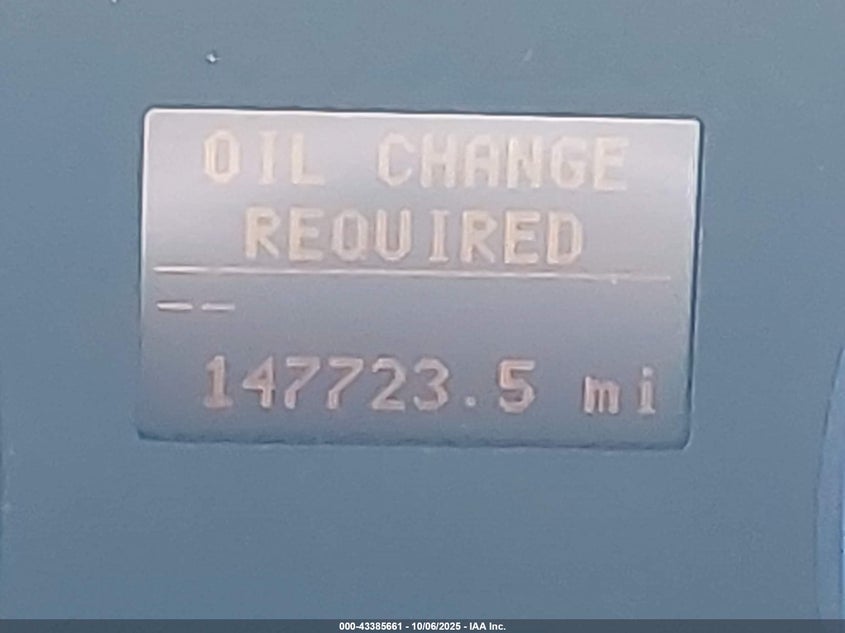 OIL CHANGE
REQUIRED
--
147723.5 mi
000-43385661 - 10/06/2025 - IAA Inc.